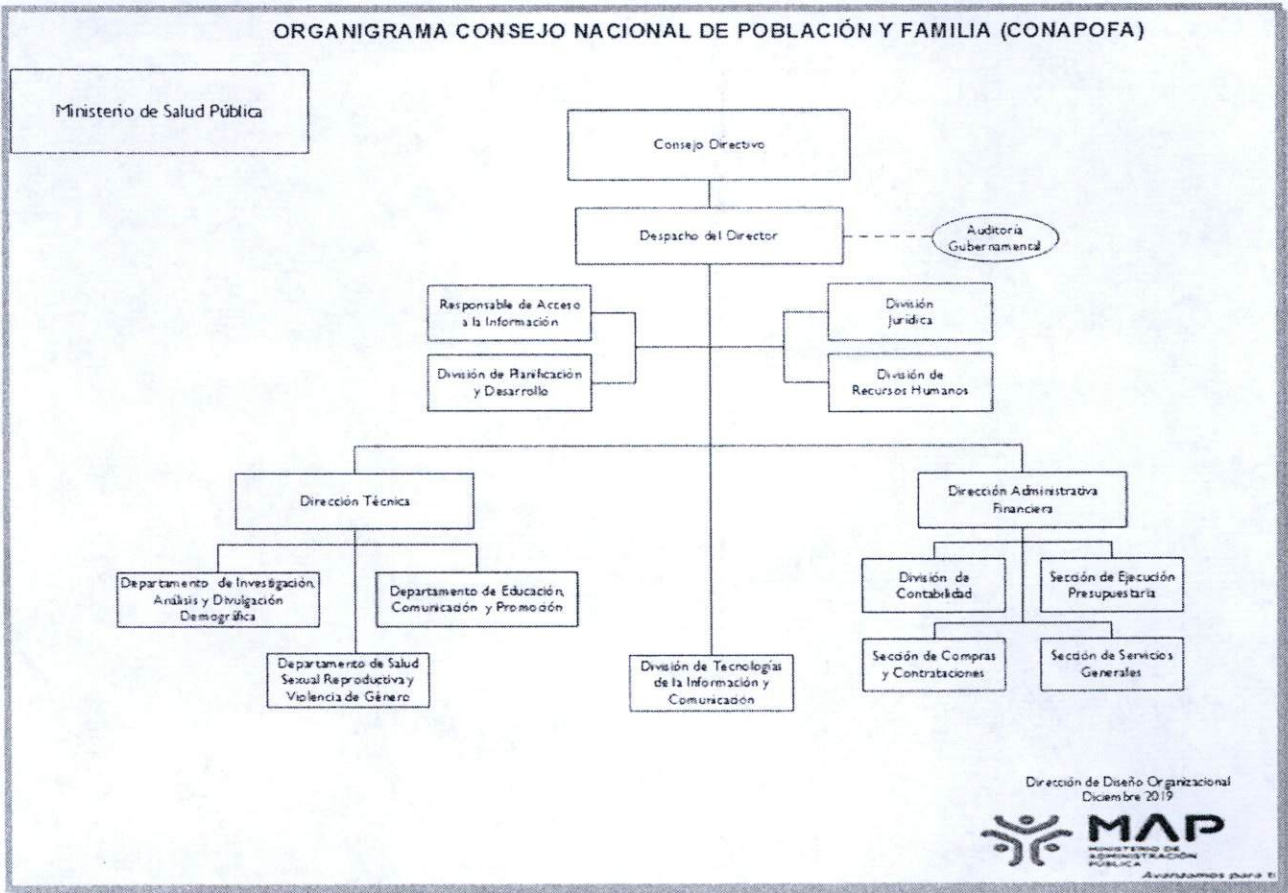 ORGANIGRAMA CONSEJO NACIONAL DE POBLACIÓN Y FAMILIA (CONAPOFA)
Ministerio de Salud Pública
Consejo Directivo
Despacho del Director
Auditoría
Gubernamental
Responsable de Acceso
a la Información
División
Jurídica
División de Planificación
y Desarrollo
División de
Recursos Humanos
Dirección Técnica
Dirección Administrativa
Financiera
Departamento de Investigación,
Análisis y Divulgación
Demográfica
Departamento de Educación,
Comunicación y Promoción
División de
Contabilidad
Sección de Ejecución
Presupuestaria
Departamento de Salud
Sexual Reproductiva y
Violencia de Género
División de Tecnologías
de la Información y
Comunicación
Sección de Compras
y Contrataciones
Sección de Servicios
Generales
Dirección de Diseño Organizacional
Diciembre 2019
MAP
MINISTERIO DE
ADMINISTRACIÓN
PÚBLICA
Avanzamos para ti